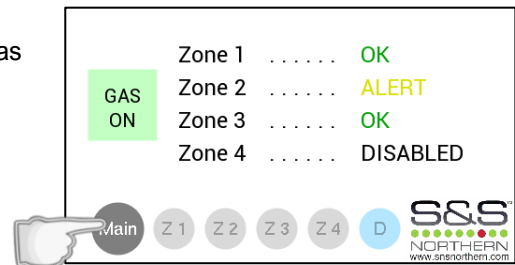 as
GAS
ON
Zone 1 ...... OK
Zone 2 ...... ALERT
Zone 3 ...... OK
Zone 4 ...... DISABLED
Main Z 1 Z 2 Z 3 Z 4 D
S&S
NORTHERN
www.snsnorthern.com